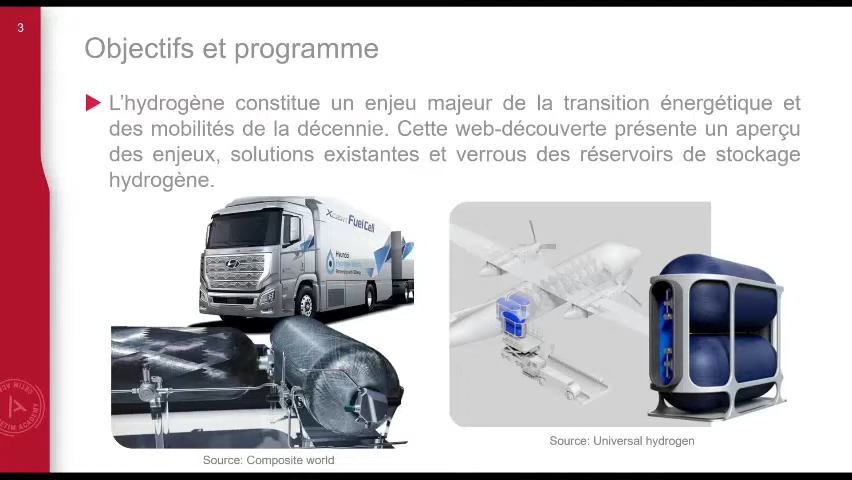 3
Objectifs et programme
L'hydrogène constitue un enjeu majeur de la transition énergétique et
des mobilités de la décennie. Cette web-découverte présente un aperçu
des enjeux, solutions existantes et verrous des réservoirs de stockage
hydrogène.
XCIENT Fuel Cell
Hyundai
Source: Universal hydrogen
Source: Composite world